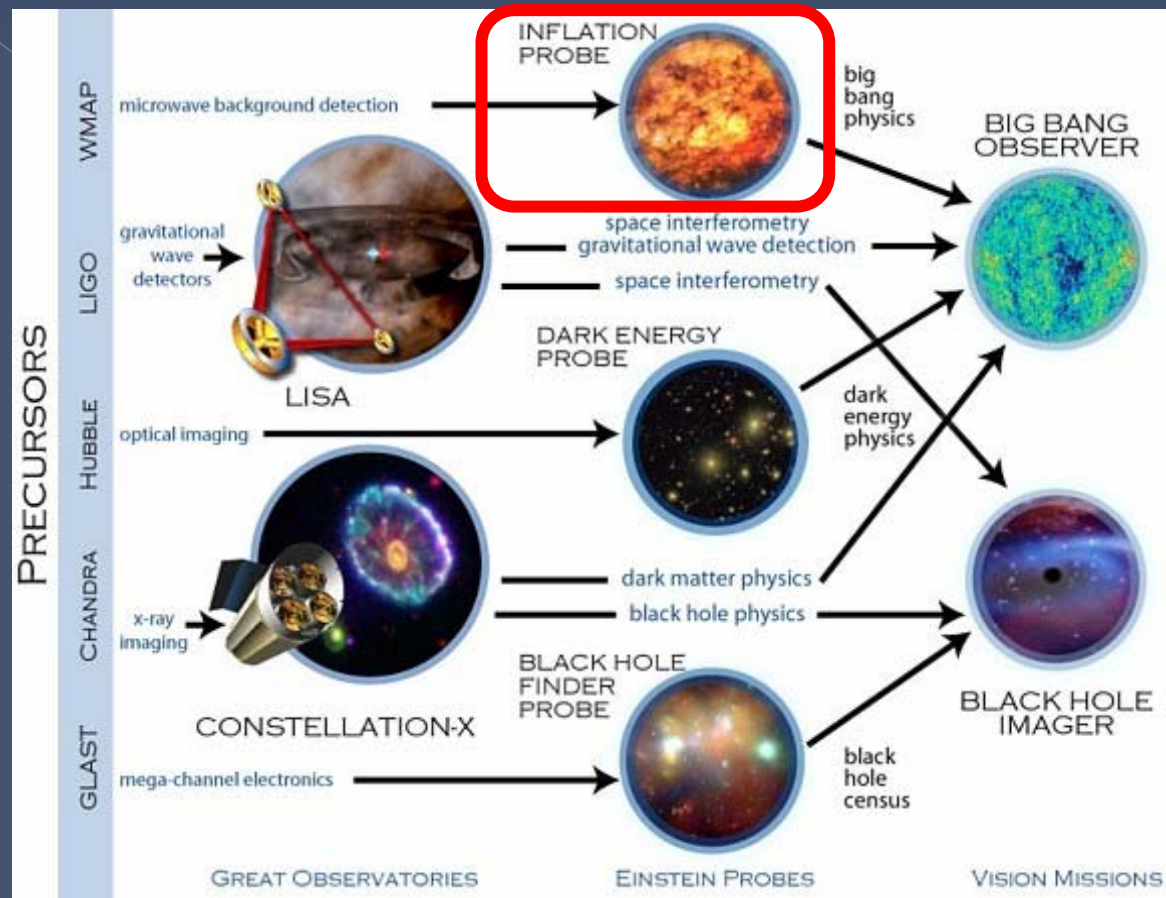 PRECURSORS
WMAP
LIGO
HUBBLE
CHANDRA
GLAST
microwave background detection
INFLATION
PROBE
big
bang
physics
BIG BANG
OBSERVER
gravitational
wave
detectors
LISA
space interferometry
gravitational wave detection
space interferometry
DARK ENERGY
PROBE
dark
energy
physics
optical imaging
x-ray
imaging
CONSTELLATION-X
dark matter physics
black hole physics
BLACK HOLE
FINDER
PROBE
BLACK HOLE
IMAGER
mega-channel electronics
black
hole
census
GREAT OBSERVATORIES
EINSTEIN PROBES
VISION MISSIONS